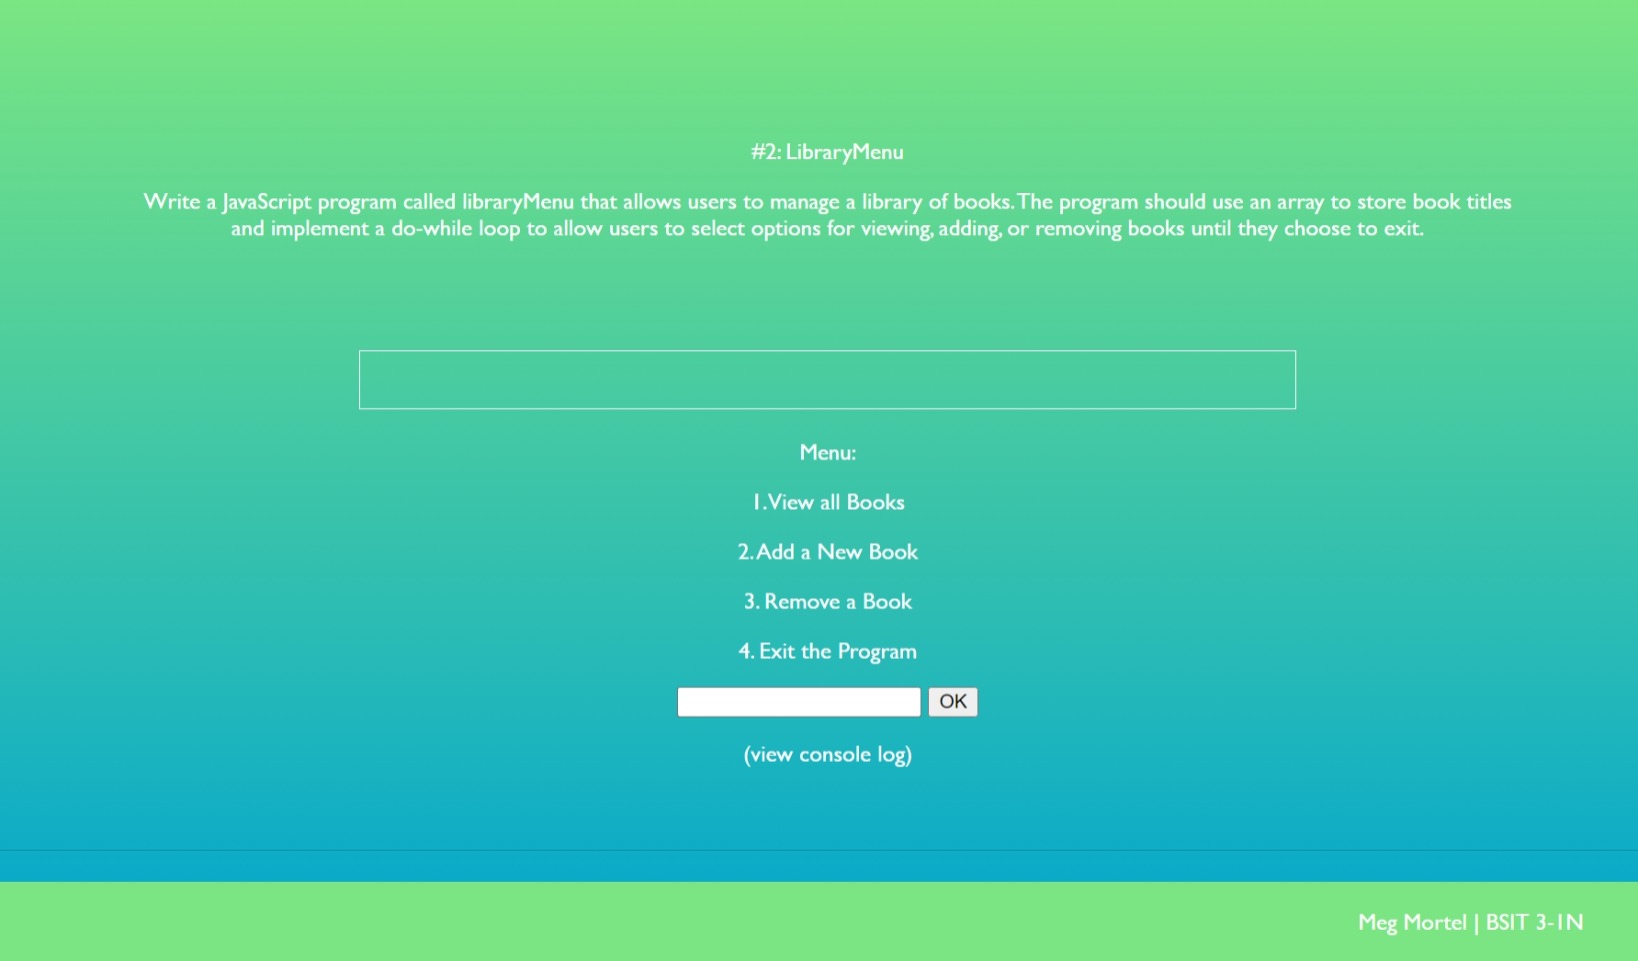 #2: LibraryMenu
Write a JavaScript program called libraryMenu that allows users to manage a library of books. The program should use an array to store book titles
and implement a do-while loop to allow users to select options for viewing, adding, or removing books until they choose to exit.
Menu:
1. View all Books
2. Add a New Book
3. Remove a Book
4. Exit the Program
OK
(view console log)
Meg Mortel | BSIT 3-1N